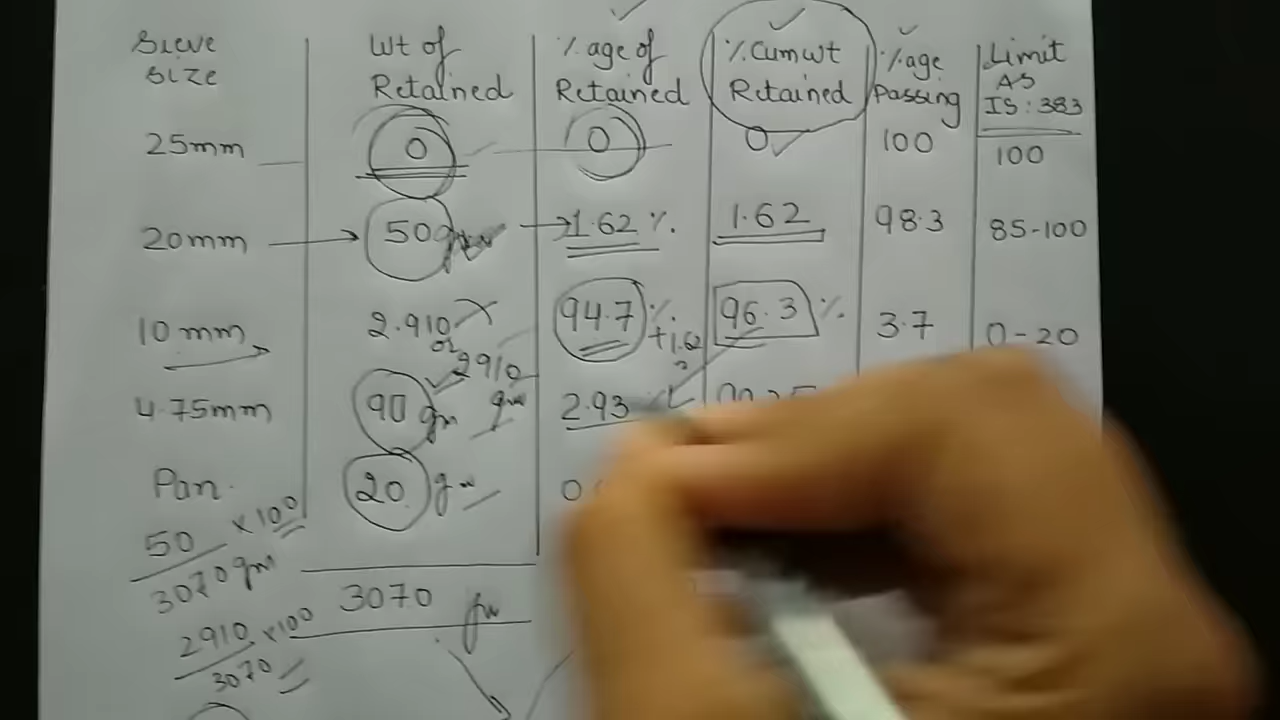 Sieve Size
Wt of Retained
% age of Retained
% Cum wt Retained
% age Passing
Limit AS IS : 383
25mm 0 0 0 100 100
20mm 50gm 1.62 % 1.62 98.3 85-100
10 mm 2.910 94.7 % 96.3 % 3.7 0-20
or 2910 gm
+1.62
4.75mm 90 gm 2.93
Pan 20 gm
50 / 3070 gm × 100
3070 gm
2910 / 3070 × 100